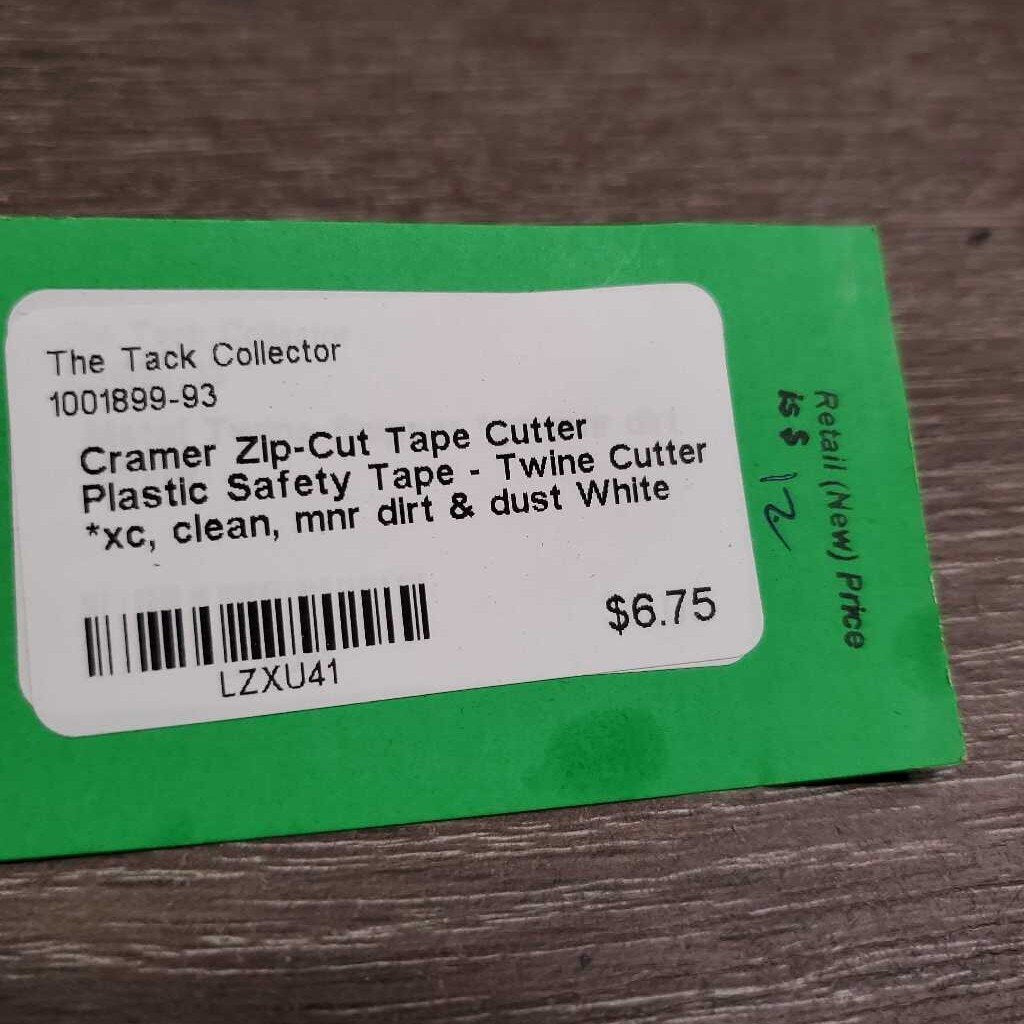 The Tack Collector
1001899-93
Cramer Zip-Cut Tape Cutter
Plastic Safety Tape - Twine Cutter
*xc, clean, mnr dirt & dust White
$6.75
LZXU41
Retail (New) Price
is $ 12